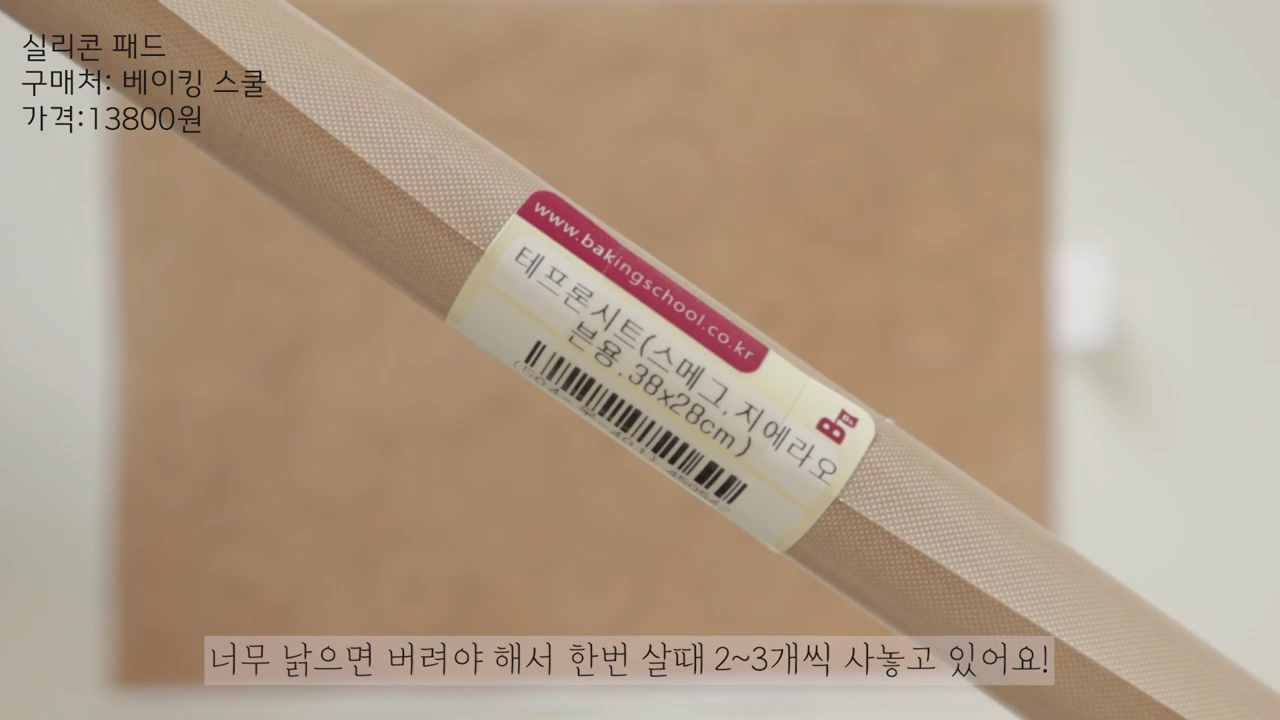 실리콘 패드
구매처: 베이킹 스쿨
가격:13800원
www.bakingschool.co.kr
테프론시트(스메그,지에라오
븐용,38x28cm)
너무 낡으면 버려야 해서 한번 살때 2~3개씩 사놓고 있어요!